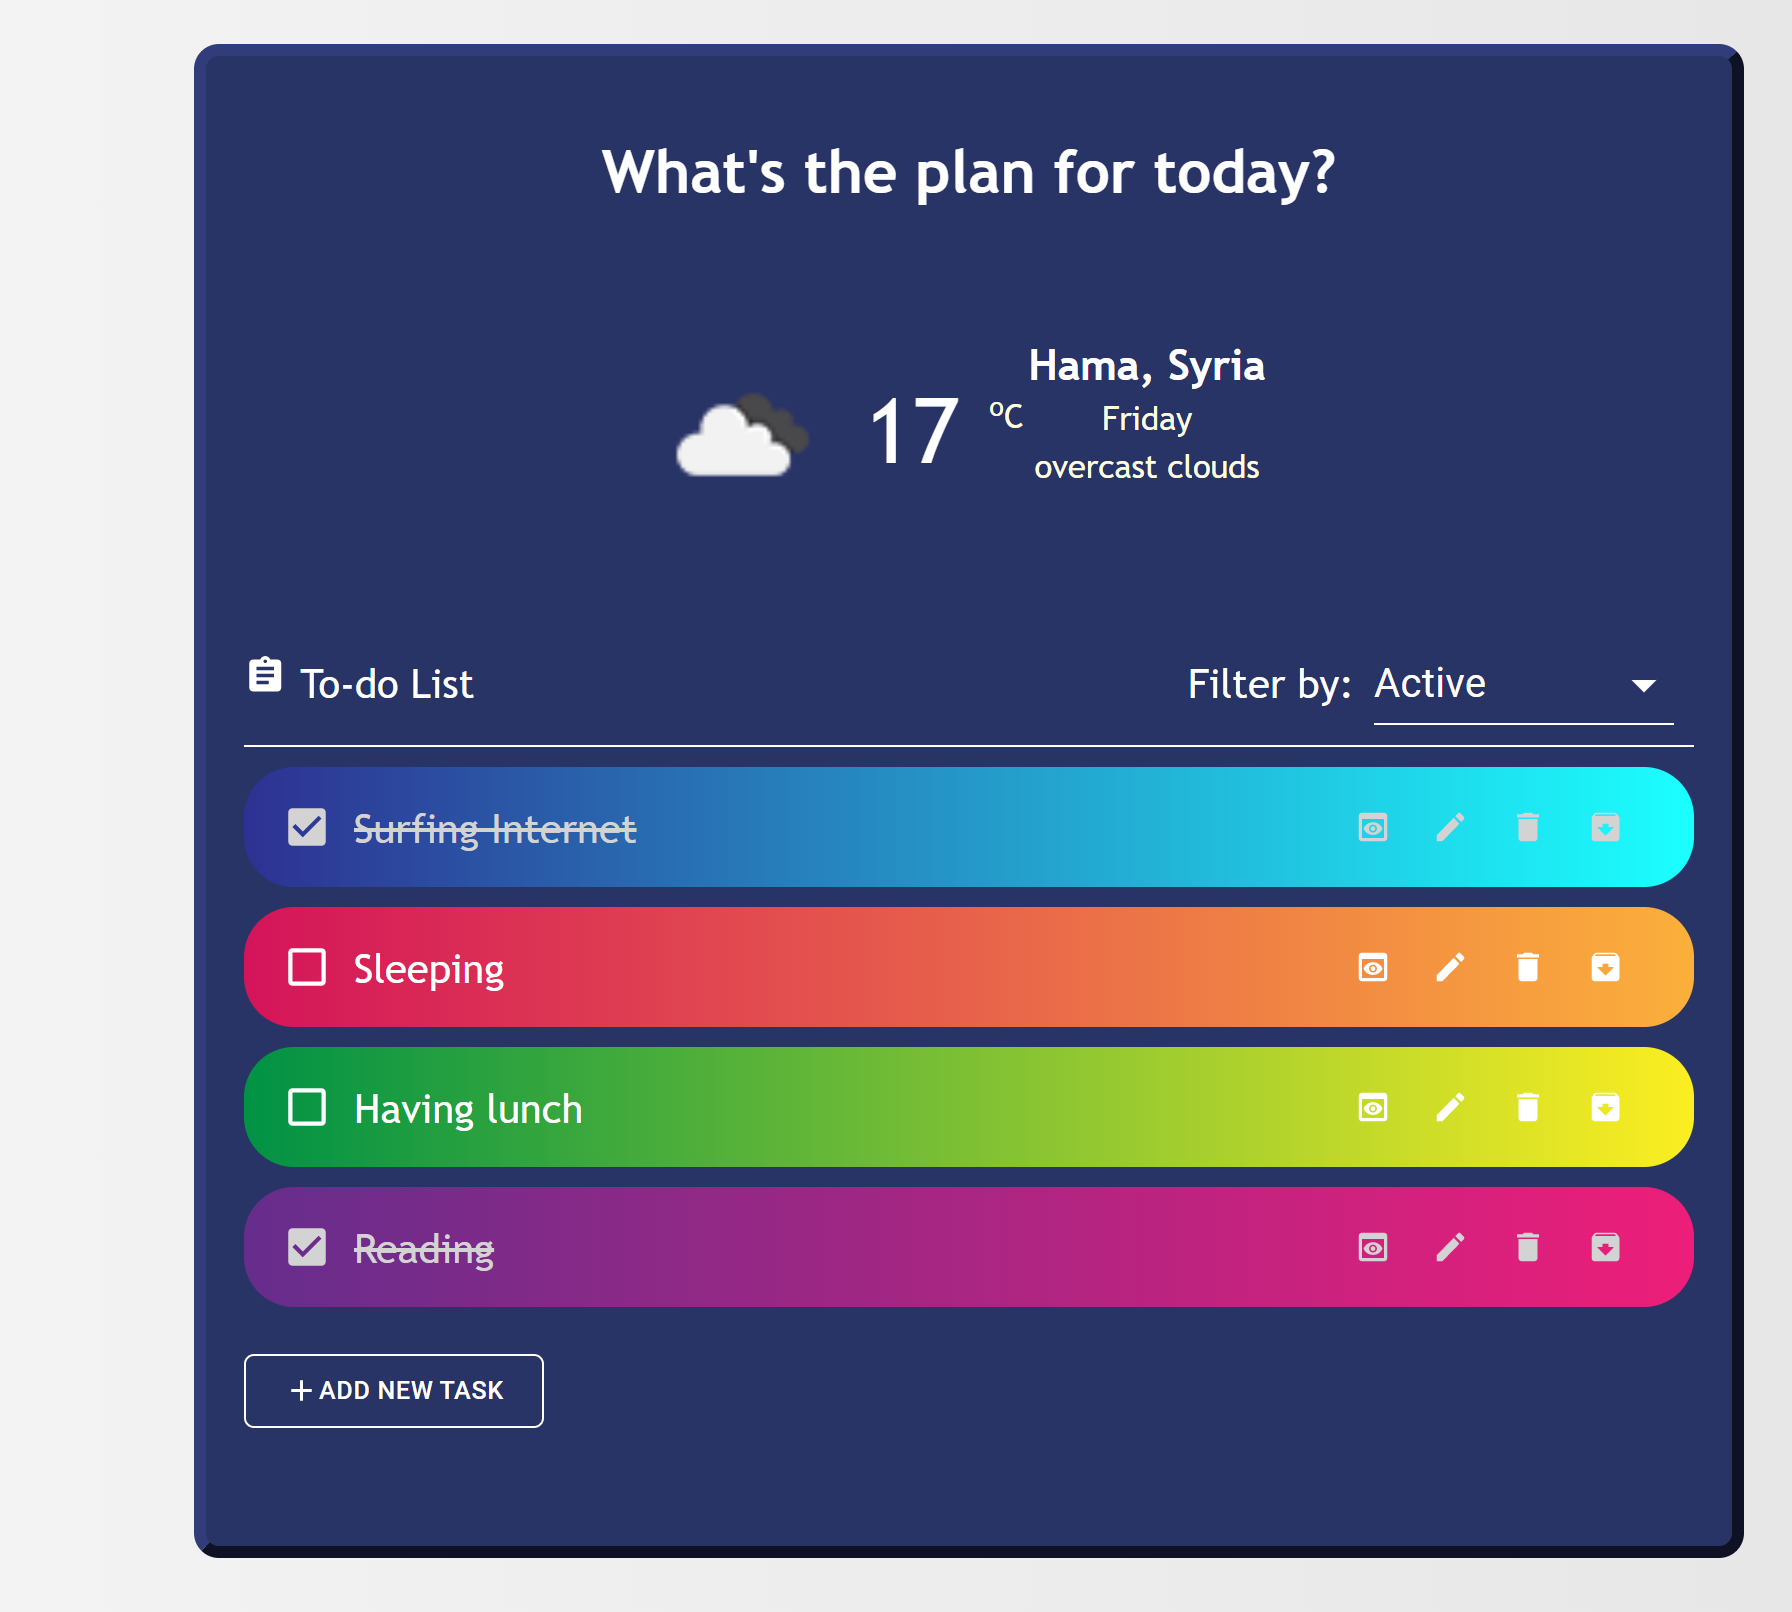 What's the plan for today?
Hama, Syria
17 ºC Friday
overcast clouds
To-do List Filter by: Active
Surfing Internet
Sleeping
Having lunch
Reading
ADD NEW TASK